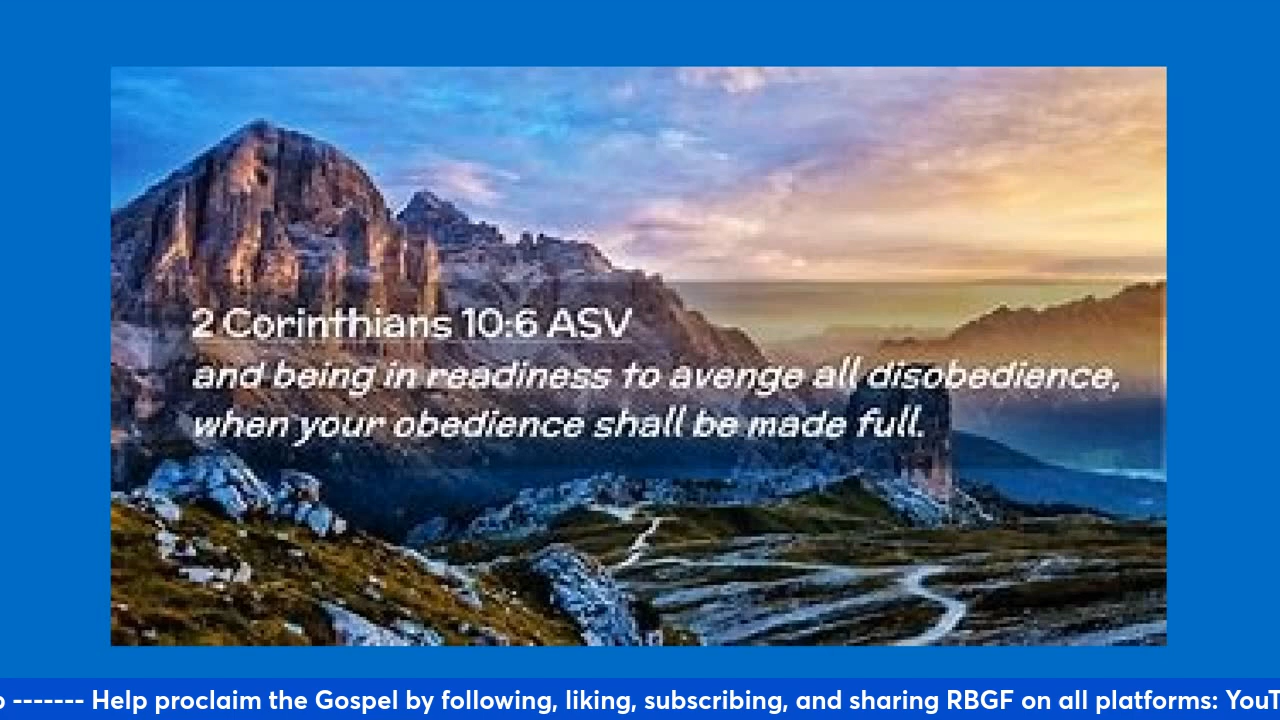 2 Corinthians 10:6 ASV
and being in readiness to avenge all disobedience,
when your obedience shall be made full.
------- Help proclaim the Gospel by following, liking, subscribing, and sharing RBGF on all platforms: